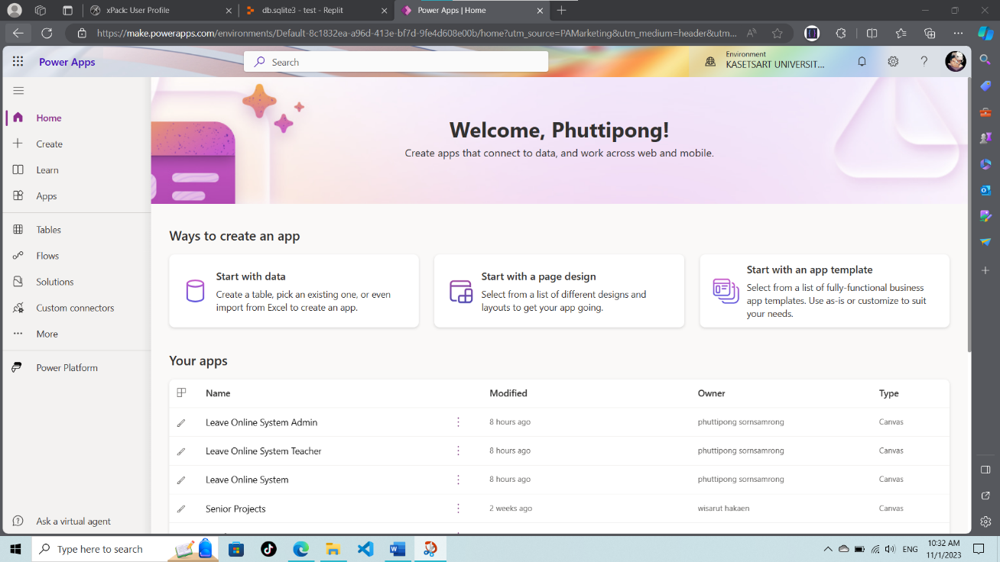 xPack: User Profile
db.sqlite3 - test - Replit
Power Apps | Home
https://make.powerapps.com/environments/Default-8c1832ea-a96d-413e-bf7d-9fe4d608e00b/home?utm_source=PAMarketing&utm_medium=header&utm...
Power Apps
Search
Environment
KASETSART UNIVERSIT...
Home
Create
Learn
Apps
Tables
Flows
Solutions
Custom connectors
More
Power Platform
Ask a virtual agent
Welcome, Phuttipong!
Create apps that connect to data, and work across web and mobile.
Ways to create an app
Start with data
Create a table, pick an existing one, or even
import from Excel to create an app.
Start with a page design
Select from a list of different designs and
layouts to get your app going.
Start with an app template
Select from a list of fully-functional business
app templates. Use as-is or customize to suit
your needs.
Your apps
Name Modified Owner Type
Leave Online System Admin 8 hours ago phuttipong sornsamrong Canvas
Leave Online System Teacher 8 hours ago phuttipong sornsamrong Canvas
Leave Online System 8 hours ago phuttipong sornsamrong Canvas
Senior Projects 2 weeks ago wisarut hakaen Canvas
Type here to search
ENG
10:32 AM
11/1/2023